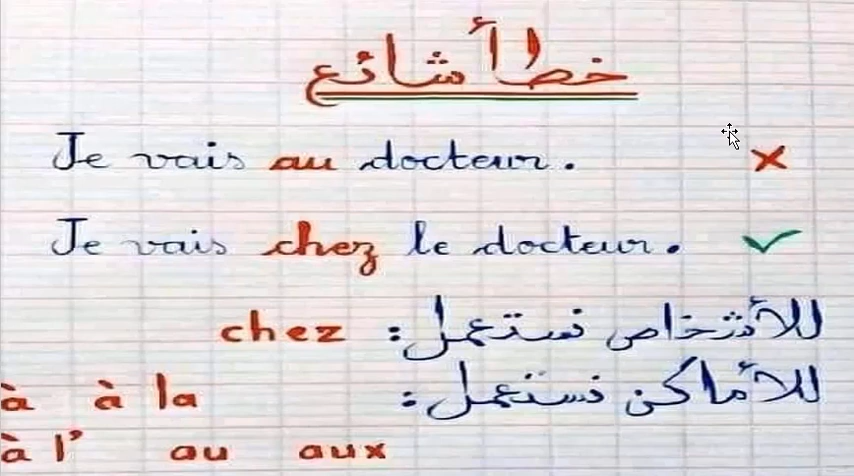 خطأ شائع
Je vais au docteur. ×
Je vais chez le docteur. ✓
للأشخاص نستعمل: chez
للأماكن نستعمل: à à la
à l' au aux